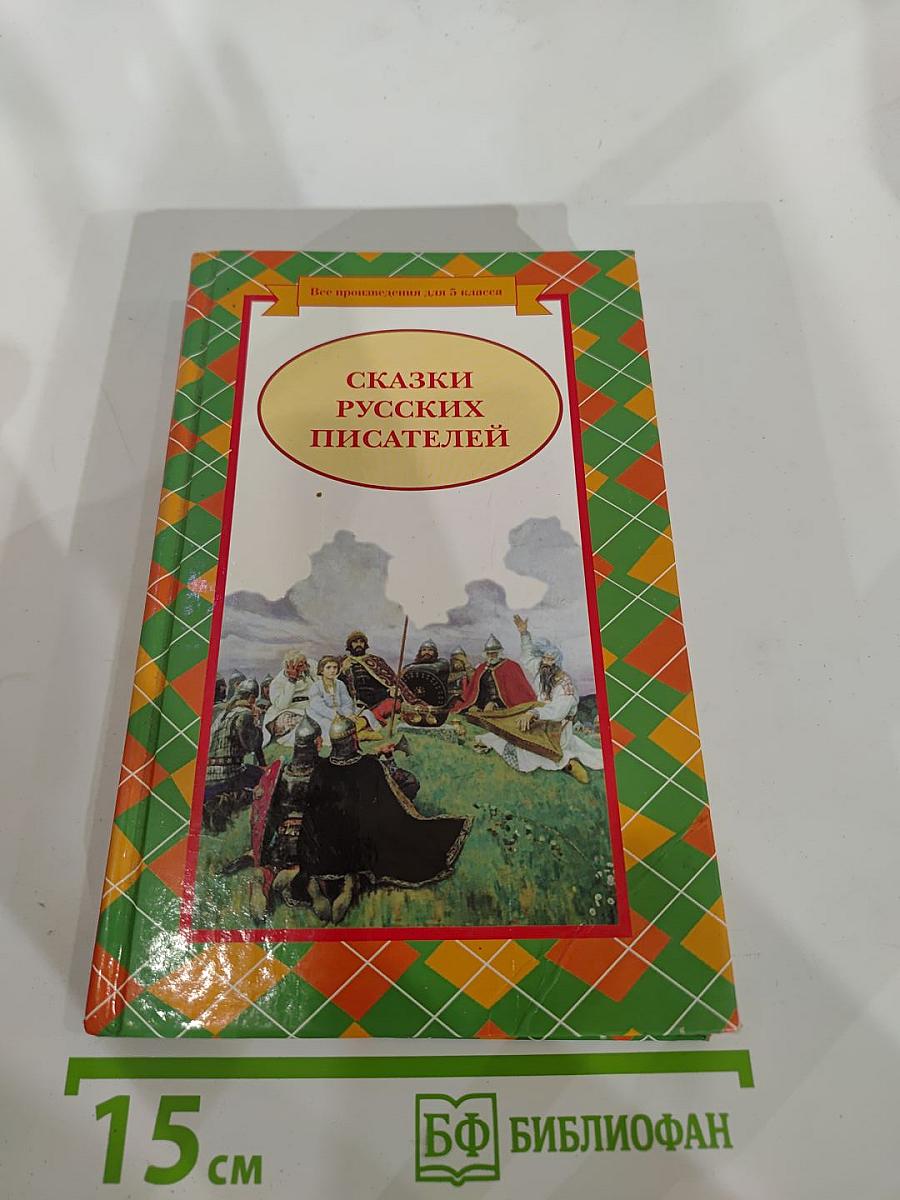 Все произведения для 5 класса
СКАЗКИ
РУССКИХ
ПИСАТЕЛЕЙ
15 см
БФ БИБЛИОФАН